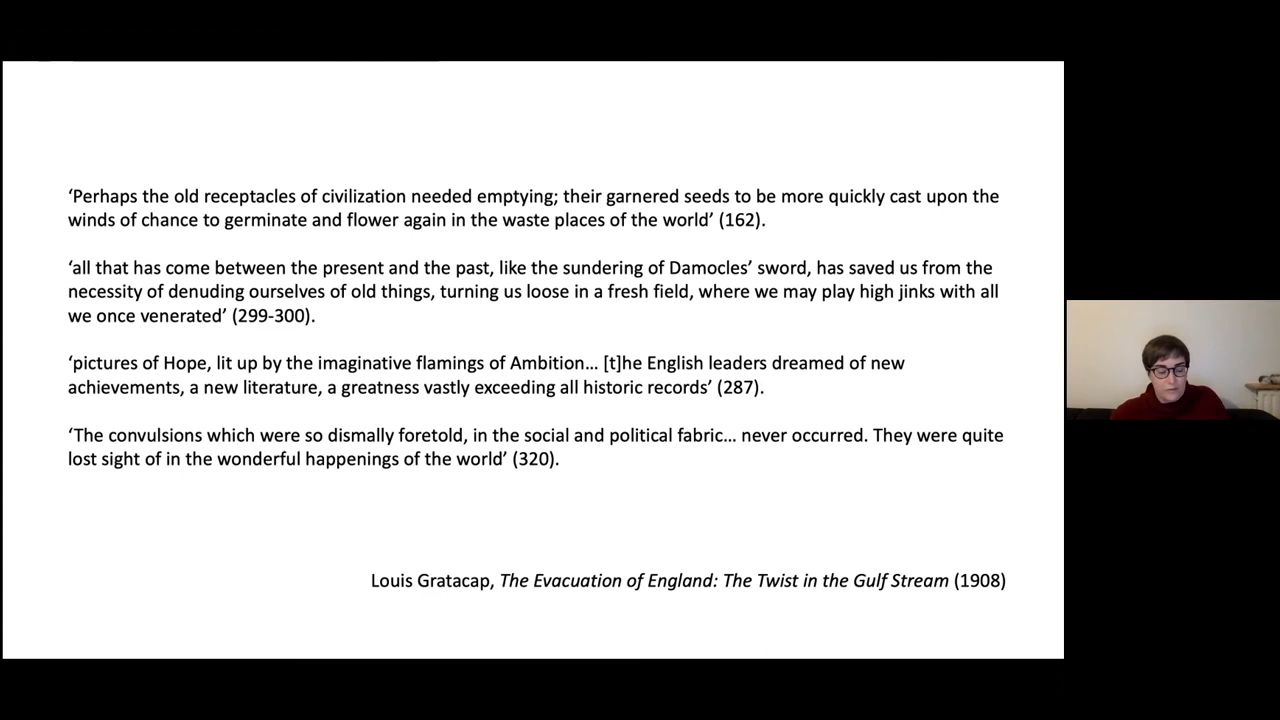 ‘Perhaps the old receptacles of civilization needed emptying; their garnered seeds to be more quickly cast upon the
winds of chance to germinate and flower again in the waste places of the world’ (162).
‘all that has come between the present and the past, like the sundering of Damocles’ sword, has saved us from the
necessity of denuding ourselves of old things, turning us loose in a fresh field, where we may play high jinks with all
we once venerated’ (299-300).
‘pictures of Hope, lit up by the imaginative flamings of Ambition… [t]he English leaders dreamed of new
achievements, a new literature, a greatness vastly exceeding all historic records’ (287).
‘The convulsions which were so dismally foretold, in the social and political fabric… never occurred. They were quite
lost sight of in the wonderful happenings of the world’ (320).
Louis Gratacap, The Evacuation of England: The Twist in the Gulf Stream (1908)